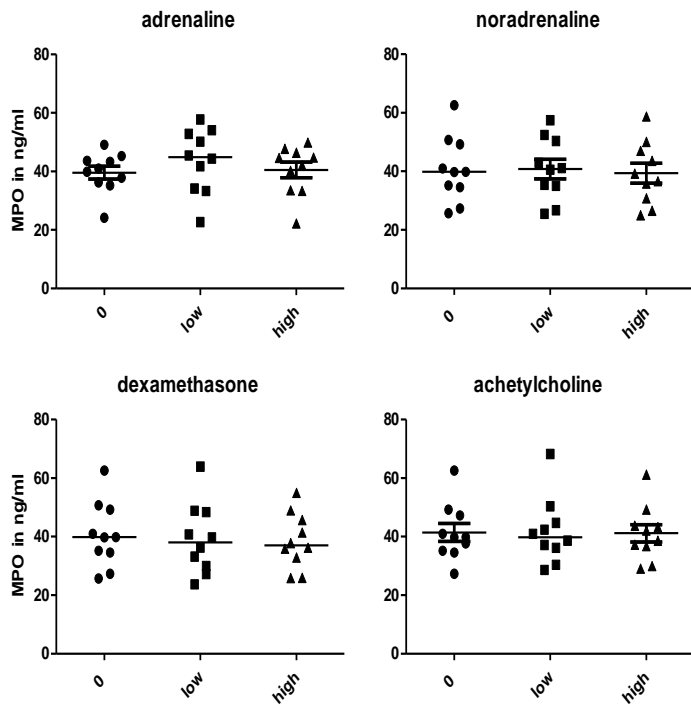 adrenaline
80
60
40
20
0
MPO in ng/ml
0
low
high
noradrenaline
80
60
40
20
0
0
low
high
dexamethasone
80
60
40
20
0
MPO in ng/ml
0
low
high
achetylcholine
80
60
40
20
0
0
low
high